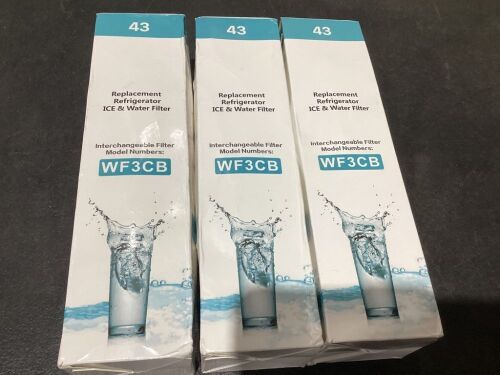 43
Replacement
Refrigerator
ICE & Water Filter
Interchangeable Filter
Model Numbers:
WF3CB
43
Replacement
Refrigerator
ICE & Water Filter
Interchangeable Filter
Model Numbers:
WF3CB
43
Replacement
Refrigerator
ICE & Water Filter
Interchangeable Filter
Model Numbers:
WF3CB